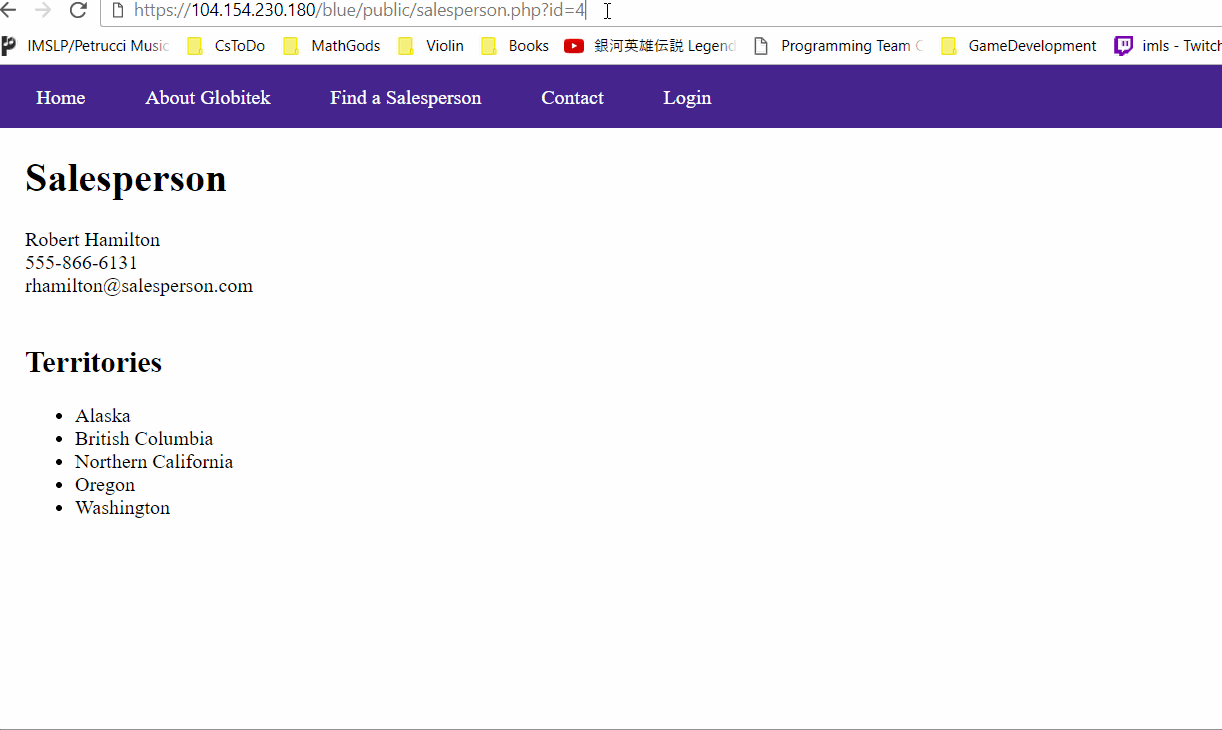 https://104.154.230.180/blue/public/salesperson.php?id=4
IMSLP/Petrucci Music CsToDo MathGods Violin Books 銀河英雄伝説 Legend Programming Team GameDevelopment imls - Twitch
Home About Globitek Find a Salesperson Contact Login
Salesperson
Robert Hamilton
555-866-6131
rhamilton@salesperson.com
Territories
Alaska
British Columbia
Northern California
Oregon
Washington